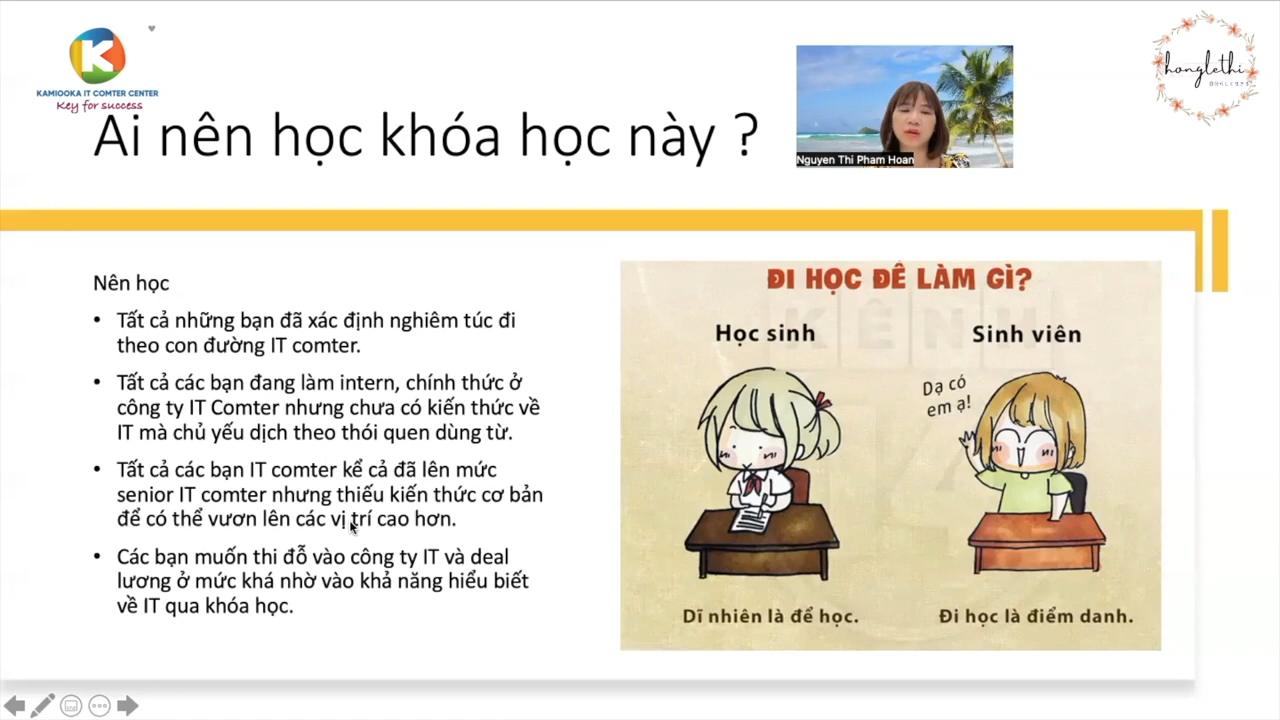 KAMIOOKA IT COMTER CENTER
Key for success
honglethi
Ai nên học khóa học này ?
Nguyen Thi Pham Hoan
Nên học
• Tất cả những bạn đã xác định nghiêm túc đi
theo con đường IT comter.
• Tất cả các bạn đang làm intern, chính thức ở
công ty IT Comter nhưng chưa có kiến thức về
IT mà chủ yếu dịch theo thói quen dùng từ.
• Tất cả các bạn IT comter kể cả đã lên mức
senior IT comter nhưng thiếu kiến thức cơ bản
để có thể vươn lên các vị trí cao hơn.
• Các bạn muốn thi đỗ vào công ty IT và deal
lương ở mức khá nhờ vào khả năng hiểu biết
về IT qua khóa học.
ĐI HỌC ĐỂ LÀM GÌ?
KÊNH
Học sinh
Sinh viên
Dạ có
em ạ!
Dĩ nhiên là để học.
Đi học là điểm danh.